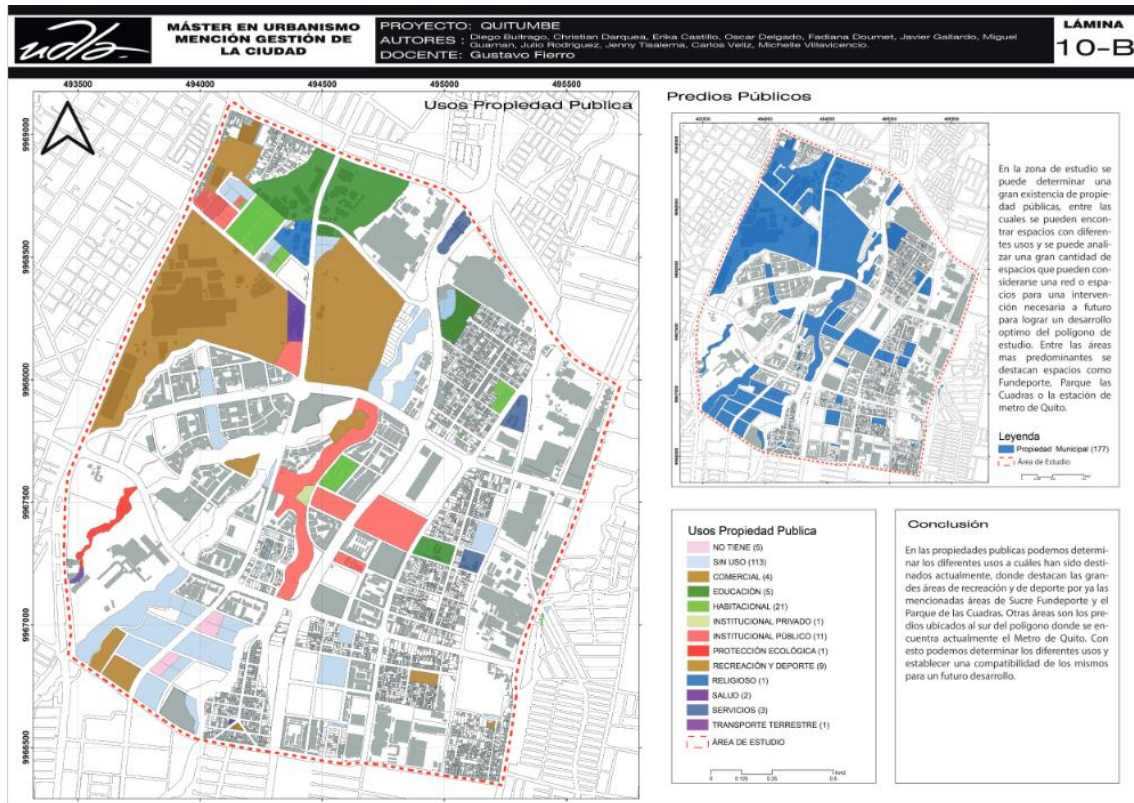 udla
MÁSTER EN URBANISMO
MENCIÓN GESTIÓN DE
LA CIUDAD
PROYECTO: QUITUMBE
AUTORES : Diego Buitrago, Christian Darquea, Erika Castillo, Oscar Delgado, Fadiana Doumet, Javier Gallardo, Miguel
Guaman, Julio Rodriguez, Jenny Tisalema, Carlos Veliz, Michelle Villavicencio.
DOCENTE: Gustavo Fierro
LÁMINA
10-B
493500 494000 494500 495000 495500
Usos Propiedad Publica
9969000
9968500
9968000
9967500
9967000
9966500
Predios Públicos
En la zona de estudio se
puede determinar una
gran existencia de propie-
dad públicas, entre las
cuales se pueden encon-
trar espacios con diferen-
tes usos y se puede anali-
zar una gran cantidad de
espacios que pueden con-
siderarse una red o espa-
cios para una interven-
ción necesaria a futuro
para lograr un desarrollo
optimo del polígono de
estudio. Entre las áreas
mas predominantes se
destacan espacios como
Fundeporte, Parque las
Cuadras o la estación de
metro de Quito.
Leyenda
Propiedad Municipal (177)
Área de Estudio
Usos Propiedad Publica
NO TIENE (5)
SIN USO (113)
COMERCIAL (4)
EDUCACIÓN (5)
HABITACIONAL (21)
INSTITUCIONAL PRIVADO (1)
INSTITUCIONAL PÚBLICO (11)
PROTECCIÓN ECOLÓGICA (1)
RECREACIÓN Y DEPORTE (9)
RELIGIOSO (1)
SALUD (2)
SERVICIOS (3)
TRANSPORTE TERRESTRE (1)
ÁREA DE ESTUDIO
0 0.125 0.25 0.5
Conclusión
En las propiedades publicas podemos determi-
nar los diferentes usos a cuáles han sido desti-
nados actualmente, donde destacan las gran-
des áreas de recreación y de deporte por ya las
mencionadas áreas de Sucre Fundeporte y el
Parque de las Cuadras. Otras áreas son los pre-
dios ubicados al sur del polígono donde se en-
cuentra actualmente el Metro de Quito. Con
esto podemos determinar los diferentes usos y
establecer una compatibilidad de los mismos
para un futuro desarrollo.